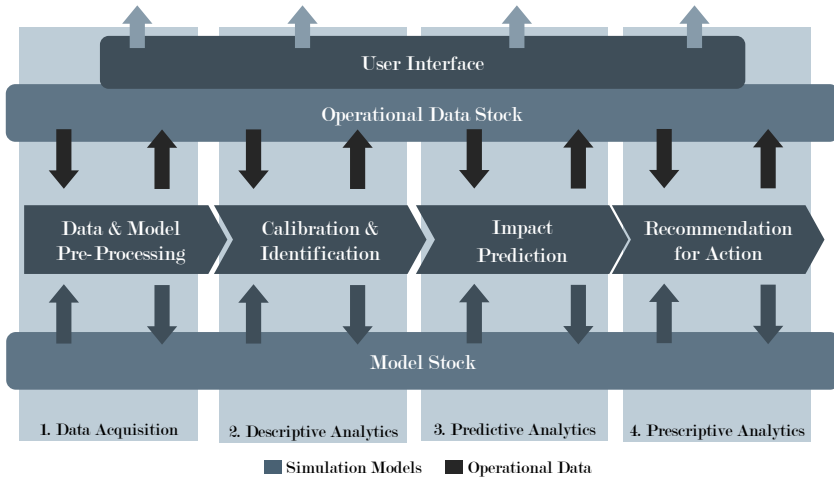 User Interface
Operational Data Stock
Data & Model
Pre-Processing
Calibration &
Identification
Impact
Prediction
Recommendation
for Action
Model Stock
1. Data Acquisition
2. Descriptive Analytics
3. Predictive Analytics
4. Prescriptive Analytics
Simulation Models
Operational Data